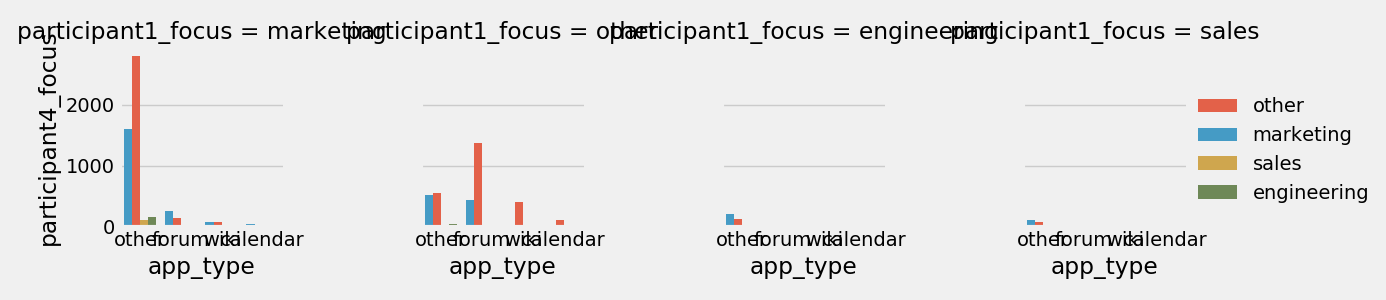 participant1_focus = marketing
participant1_focus = other
participant1_focus = engineering
participant1_focus = sales
participant4_focus
2000
1000
0
other
forum
wiki
calendar
other
forum
wiki
calendar
other
forum
wiki
calendar
other
forum
wiki
calendar
app_type
app_type
app_type
app_type
other
marketing
sales
engineering